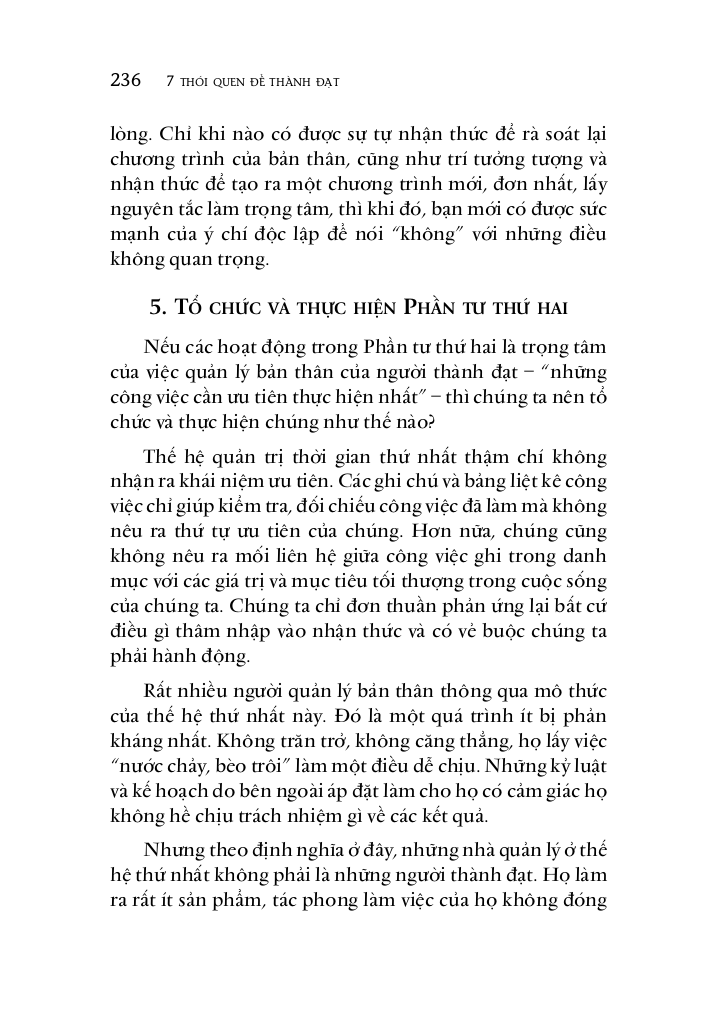 236 7 THÓI QUEN ĐỂ THÀNH ĐẠT
lòng. Chỉ khi nào có được sự tự nhận thức để rà soát lại
chương trình của bản thân, cũng như trí tưởng tượng và
nhận thức để tạo ra một chương trình mới, đơn nhất, lấy
nguyên tắc làm trọng tâm, thì khi đó, bạn mới có được sức
mạnh của ý chí độc lập để nói “không” với những điều
không quan trọng.
5. TỔ CHỨC VÀ THỰC HIỆN PHẦN TƯ THỨ HAI
Nếu các hoạt động trong Phần tư thứ hai là trọng tâm
của việc quản lý bản thân của người thành đạt – “những
công việc cần ưu tiên thực hiện nhất” – thì chúng ta nên tổ
chức và thực hiện chúng như thế nào?
Thế hệ quản trị thời gian thứ nhất thậm chí không
nhận ra khái niệm ưu tiên. Các ghi chú và bảng liệt kê công
việc chỉ giúp kiểm tra, đối chiếu công việc đã làm mà không
nêu ra thứ tự ưu tiên của chúng. Hơn nữa, chúng cũng
không nêu ra mối liên hệ giữa công việc ghi trong danh
mục với các giá trị và mục tiêu tối thượng trong cuộc sống
của chúng ta. Chúng ta chỉ đơn thuần phản ứng lại bất cứ
điều gì thâm nhập vào nhận thức và có vẻ buộc chúng ta
phải hành động.
Rất nhiều người quản lý bản thân thông qua mô thức
của thế hệ thứ nhất này. Đó là một quá trình ít bị phản
kháng nhất. Không trăn trở, không căng thẳng, họ lấy việc
“nước chảy, bèo trôi” làm một điều dễ chịu. Những kỷ luật
và kế hoạch do bên ngoài áp đặt làm cho họ có cảm giác họ
không hề chịu trách nhiệm gì về các kết quả.
Nhưng theo định nghĩa ở đây, những nhà quản lý ở thế
hệ thứ nhất không phải là những người thành đạt. Họ làm
ra rất ít sản phẩm, tác phong làm việc của họ không đóng